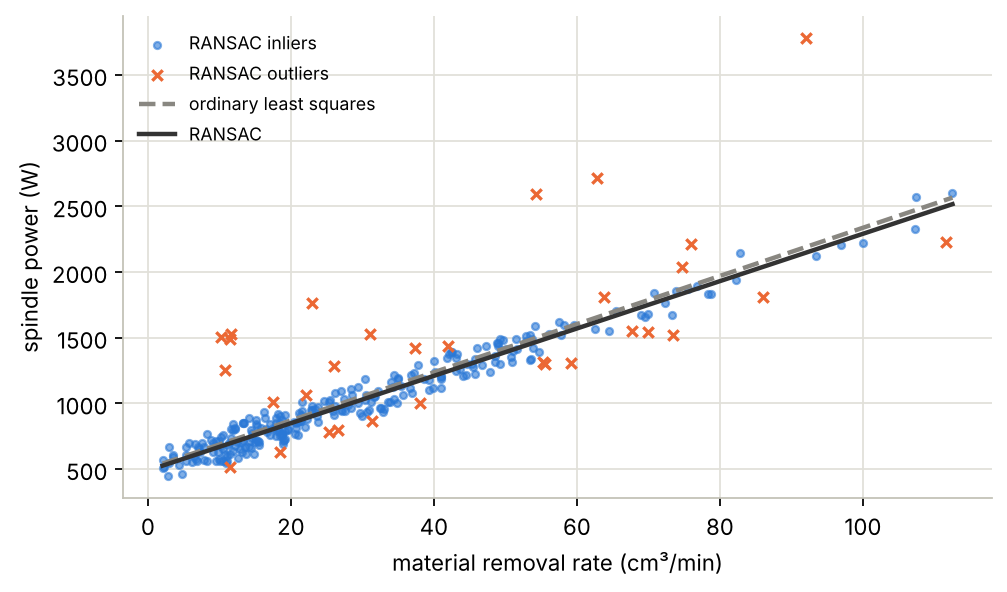 RANSAC inliers
RANSAC outliers
ordinary least squares
RANSAC
3500
3000
2500
2000
1500
1000
500
spindle power (W)
0 20 40 60 80 100
material removal rate (cm³/min)